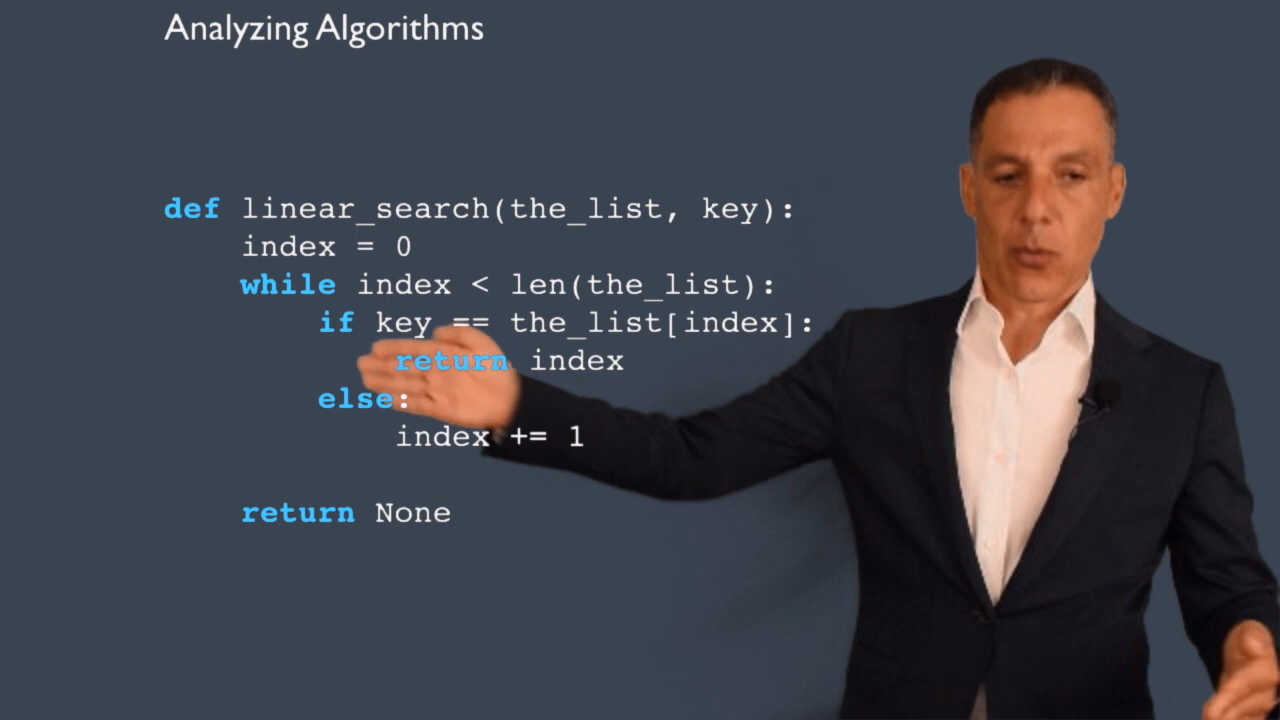 Analyzing Algorithms
def linear_search(the_list, key):
index = 0
while index < len(the_list):
if key == the_list[index]:
return index
else:
index += 1
return None